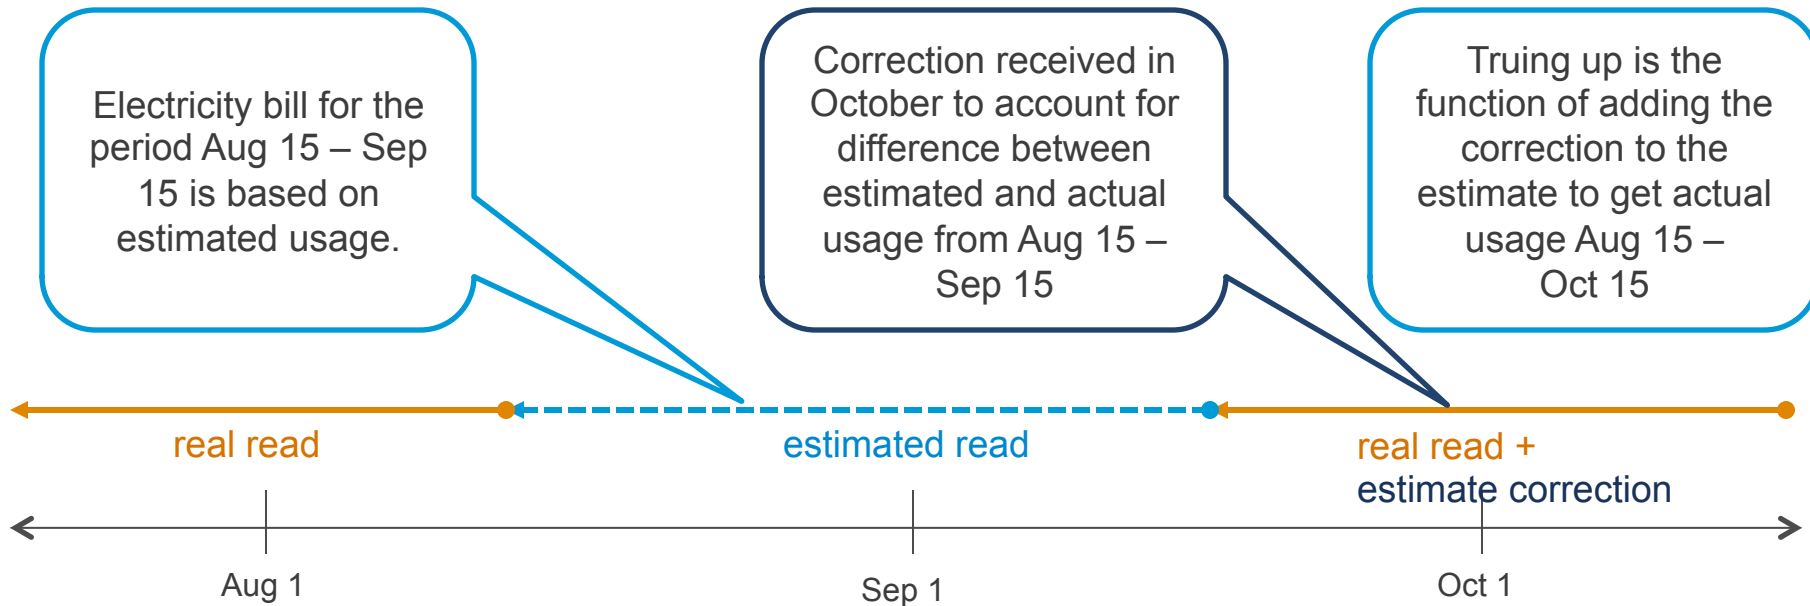 Electricity bill for the
period Aug 15 – Sep
15 is based on
estimated usage.
Correction received in
October to account for
difference between
estimated and actual
usage from Aug 15 –
Sep 15
Truing up is the
function of adding the
correction to the
estimate to get actual
usage Aug 15 –
Oct 15
real read
estimated read
real read +
estimate correction
Aug 1
Sep 1
Oct 1